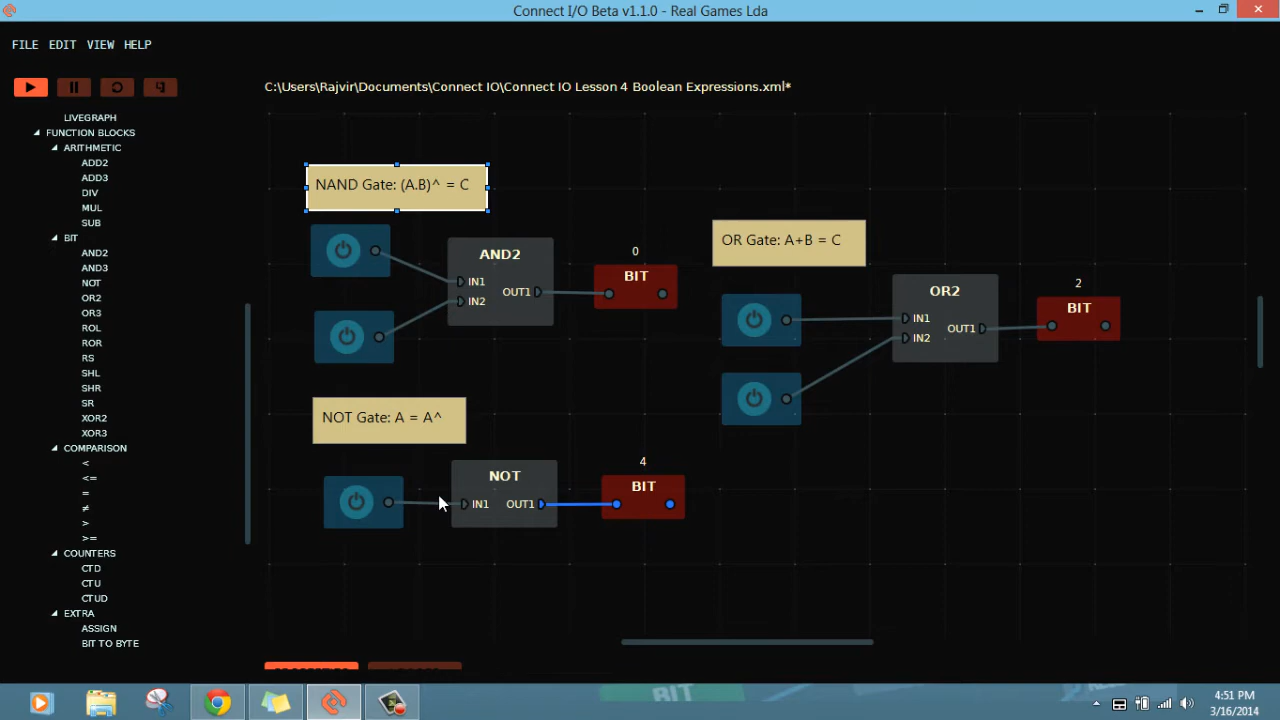 Connect I/O Beta v1.1.0 - Real Games Lda
FILE EDIT VIEW HELP
C:\Users\Rajvir\Documents\Connect IO\Connect IO Lesson 4 Boolean Expressions.xml*
LIVEGRAPH
FUNCTION BLOCKS
ARITHMETIC
ADD2
ADD3
DIV
MUL
SUB
BIT
AND2
AND3
NOT
OR2
OR3
ROL
ROR
RS
SHL
SHR
SR
XOR2
XOR3
COMPARISON
<
<=
=
≠
>
>=
COUNTERS
CTD
CTU
CTUD
EXTRA
ASSIGN
BIT TO BYTE
NAND Gate: (A.B)^ = C
AND2
IN1
IN2
OUT1
0
BIT
OR Gate: A+B = C
OR2
IN1
IN2
OUT1
2
BIT
NOT Gate: A = A^
NOT
IN1 OUT1
4
BIT
BIT
4:51 PM
3/16/2014